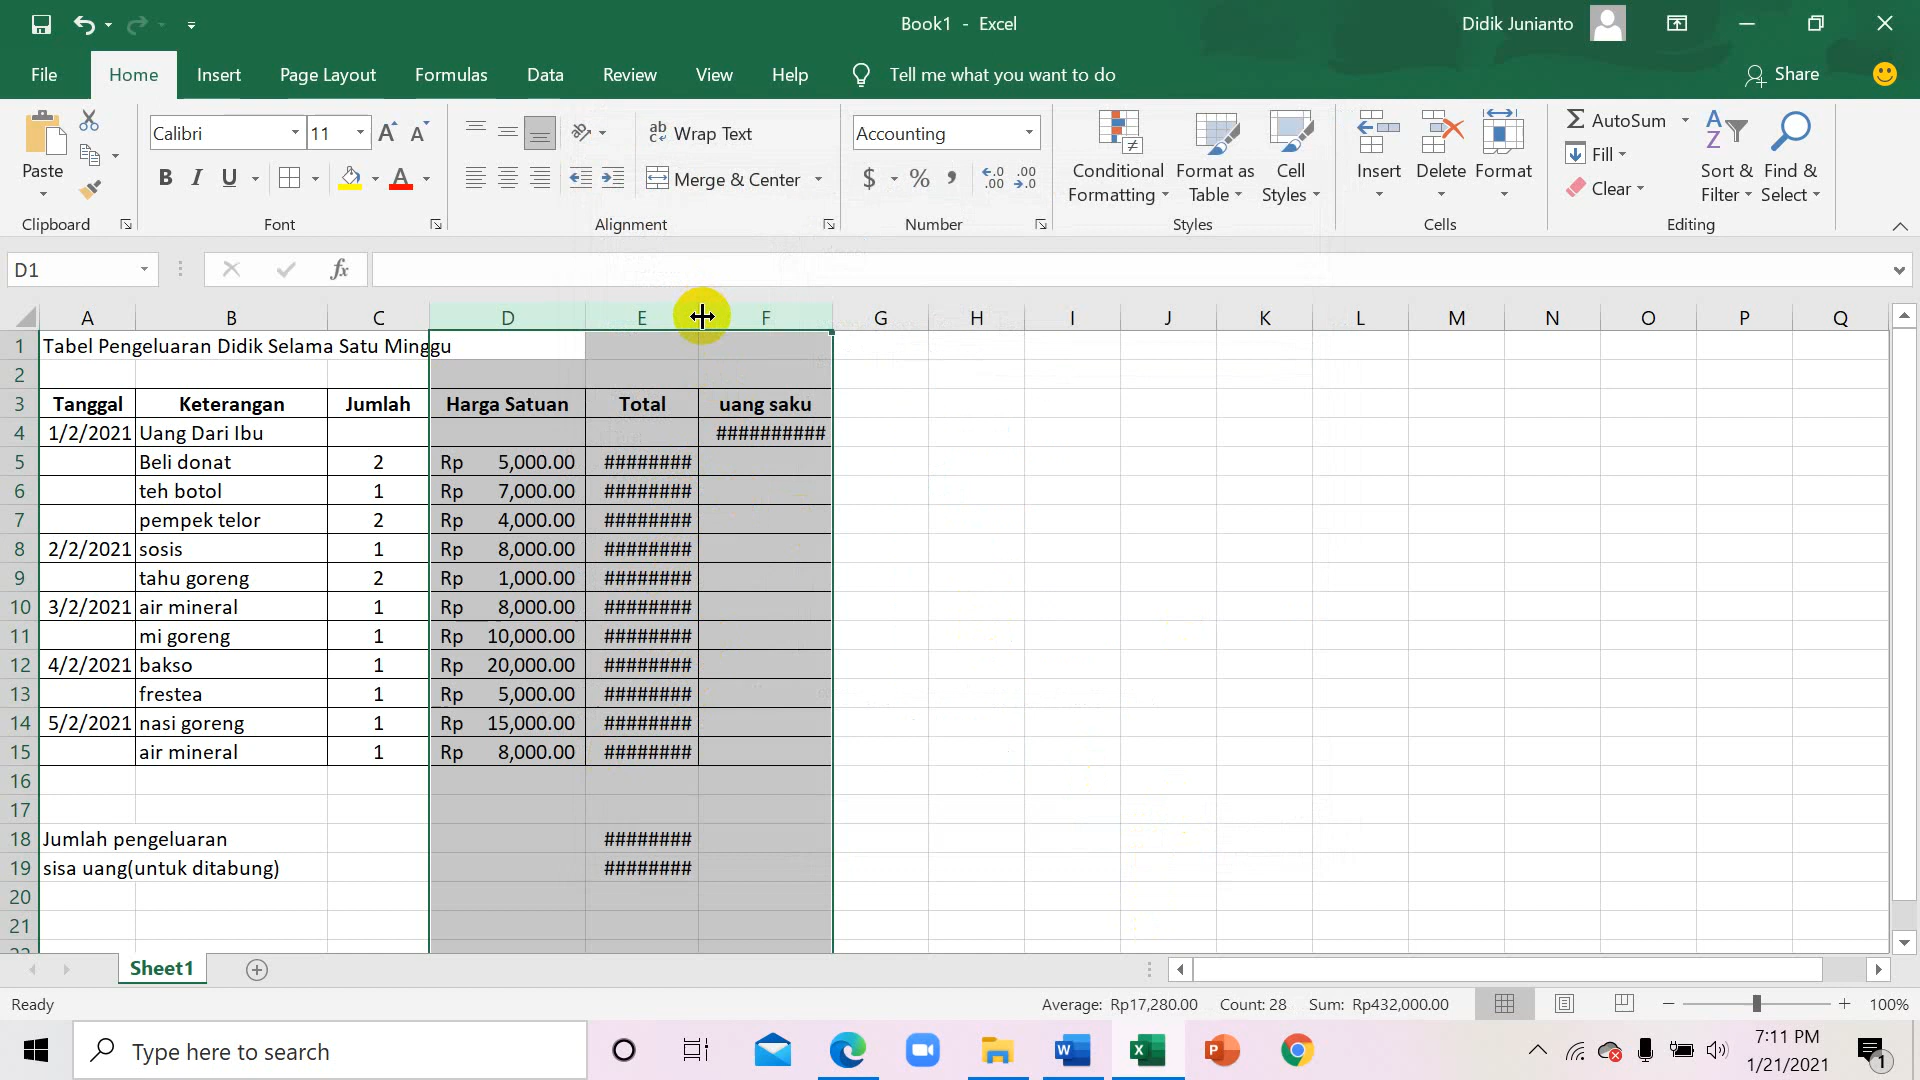 Book1 - Excel
Didik Junianto
File Home Insert Page Layout Formulas Data Review View Help Tell me what you want to do Share
Paste
Calibri 11
Wrap Text
Accounting
Conditional Formatting
Format as Table
Cell Styles
Insert Delete Format
AutoSum
Fill
Clear
Sort & Filter
Find & Select
B I U
Merge & Center
$ % ,
Clipboard Font Alignment Number Styles Cells Editing
D1
fx
A B C D E F G H I J K L M N O P Q
1 Tabel Pengeluaran Didik Selama Satu Minggu
2
3 Tanggal Keterangan Jumlah Harga Satuan Total uang saku
4 1/2/2021 Uang Dari Ibu ##########
5 Beli donat 2 Rp 5,000.00 ########
6 teh botol 1 Rp 7,000.00 ########
7 pempek telor 2 Rp 4,000.00 ########
8 2/2/2021 sosis 1 Rp 8,000.00 ########
9 tahu goreng 2 Rp 1,000.00 ########
10 3/2/2021 air mineral 1 Rp 8,000.00 ########
11 mi goreng 1 Rp 10,000.00 ########
12 4/2/2021 bakso 1 Rp 20,000.00 ########
13 frestea 1 Rp 5,000.00 ########
14 5/2/2021 nasi goreng 1 Rp 15,000.00 ########
15 air mineral 1 Rp 8,000.00 ########
16
17
18 Jumlah pengeluaran ########
19 sisa uang(untuk ditabung) ########
20
21
Sheet1
Ready
Average: Rp17,280.00 Count: 28 Sum: Rp432,000.00
100%
Type here to search
7:11 PM
1/21/2021
1